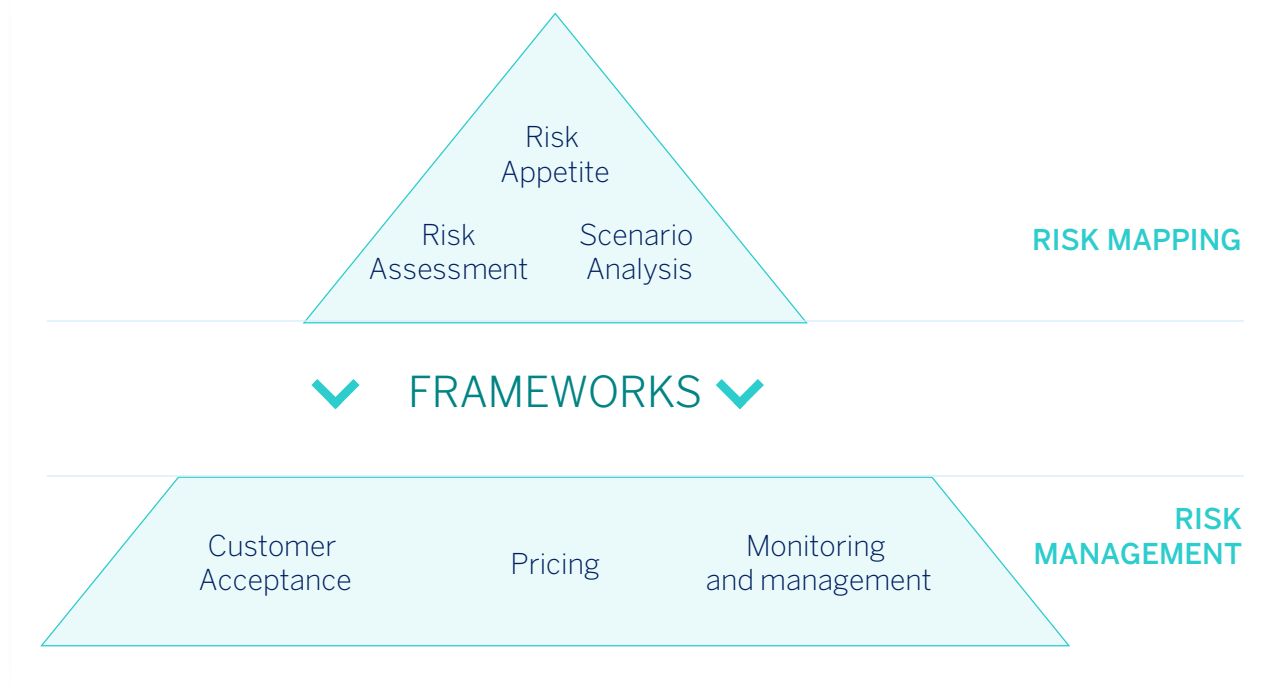 Risk
Appetite
Risk
Assessment
Scenario
Analysis
RISK MAPPING
FRAMEWORKS
Customer
Acceptance
Pricing
Monitoring
and management
RISK
MANAGEMENT